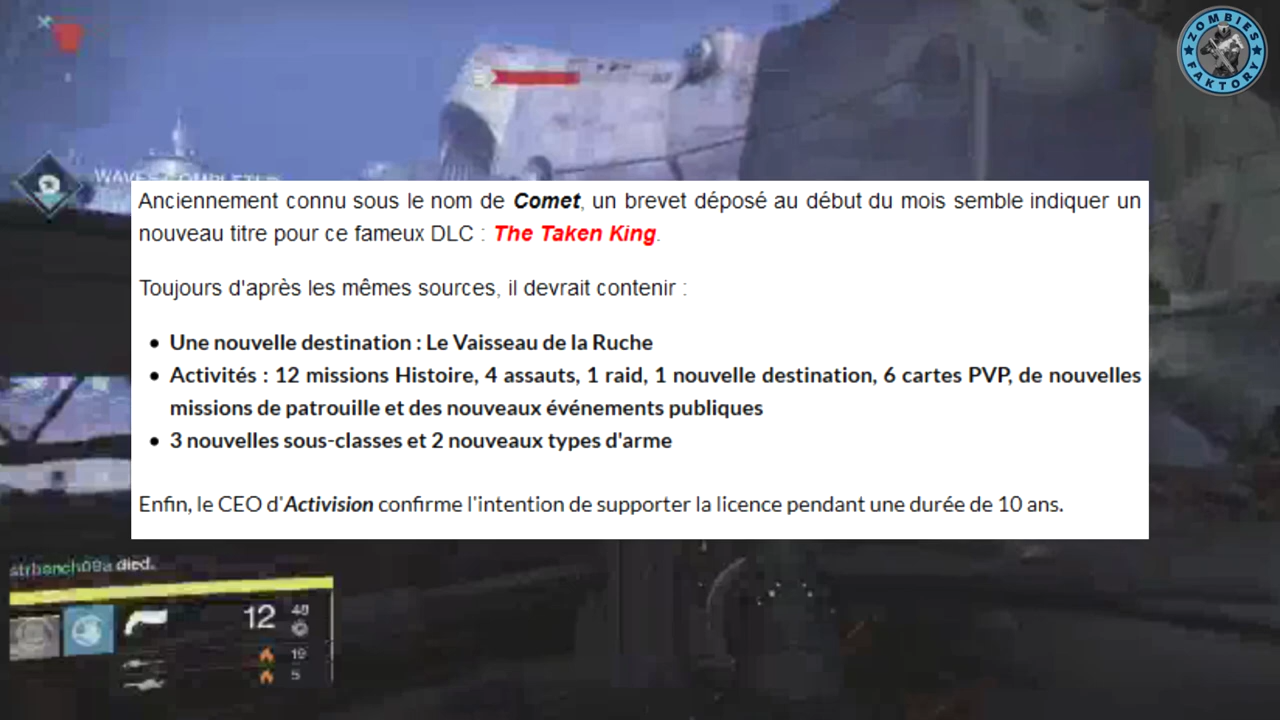 ZOMBIES
FAKTORY
WAVES COMPLETED
Anciennement connu sous le nom de Comet, un brevet déposé au début du mois semble indiquer un
nouveau titre pour ce fameux DLC : The Taken King.
Toujours d'après les mêmes sources, il devrait contenir :
• Une nouvelle destination : Le Vaisseau de la Ruche
• Activités : 12 missions Histoire, 4 assauts, 1 raid, 1 nouvelle destination, 6 cartes PVP, de nouvelles
missions de patrouille et des nouveaux événements publiques
• 3 nouvelles sous-classes et 2 nouveaux types d'arme
Enfin, le CEO d'Activision confirme l'intention de supporter la licence pendant une durée de 10 ans.
died.
12
48
19
5